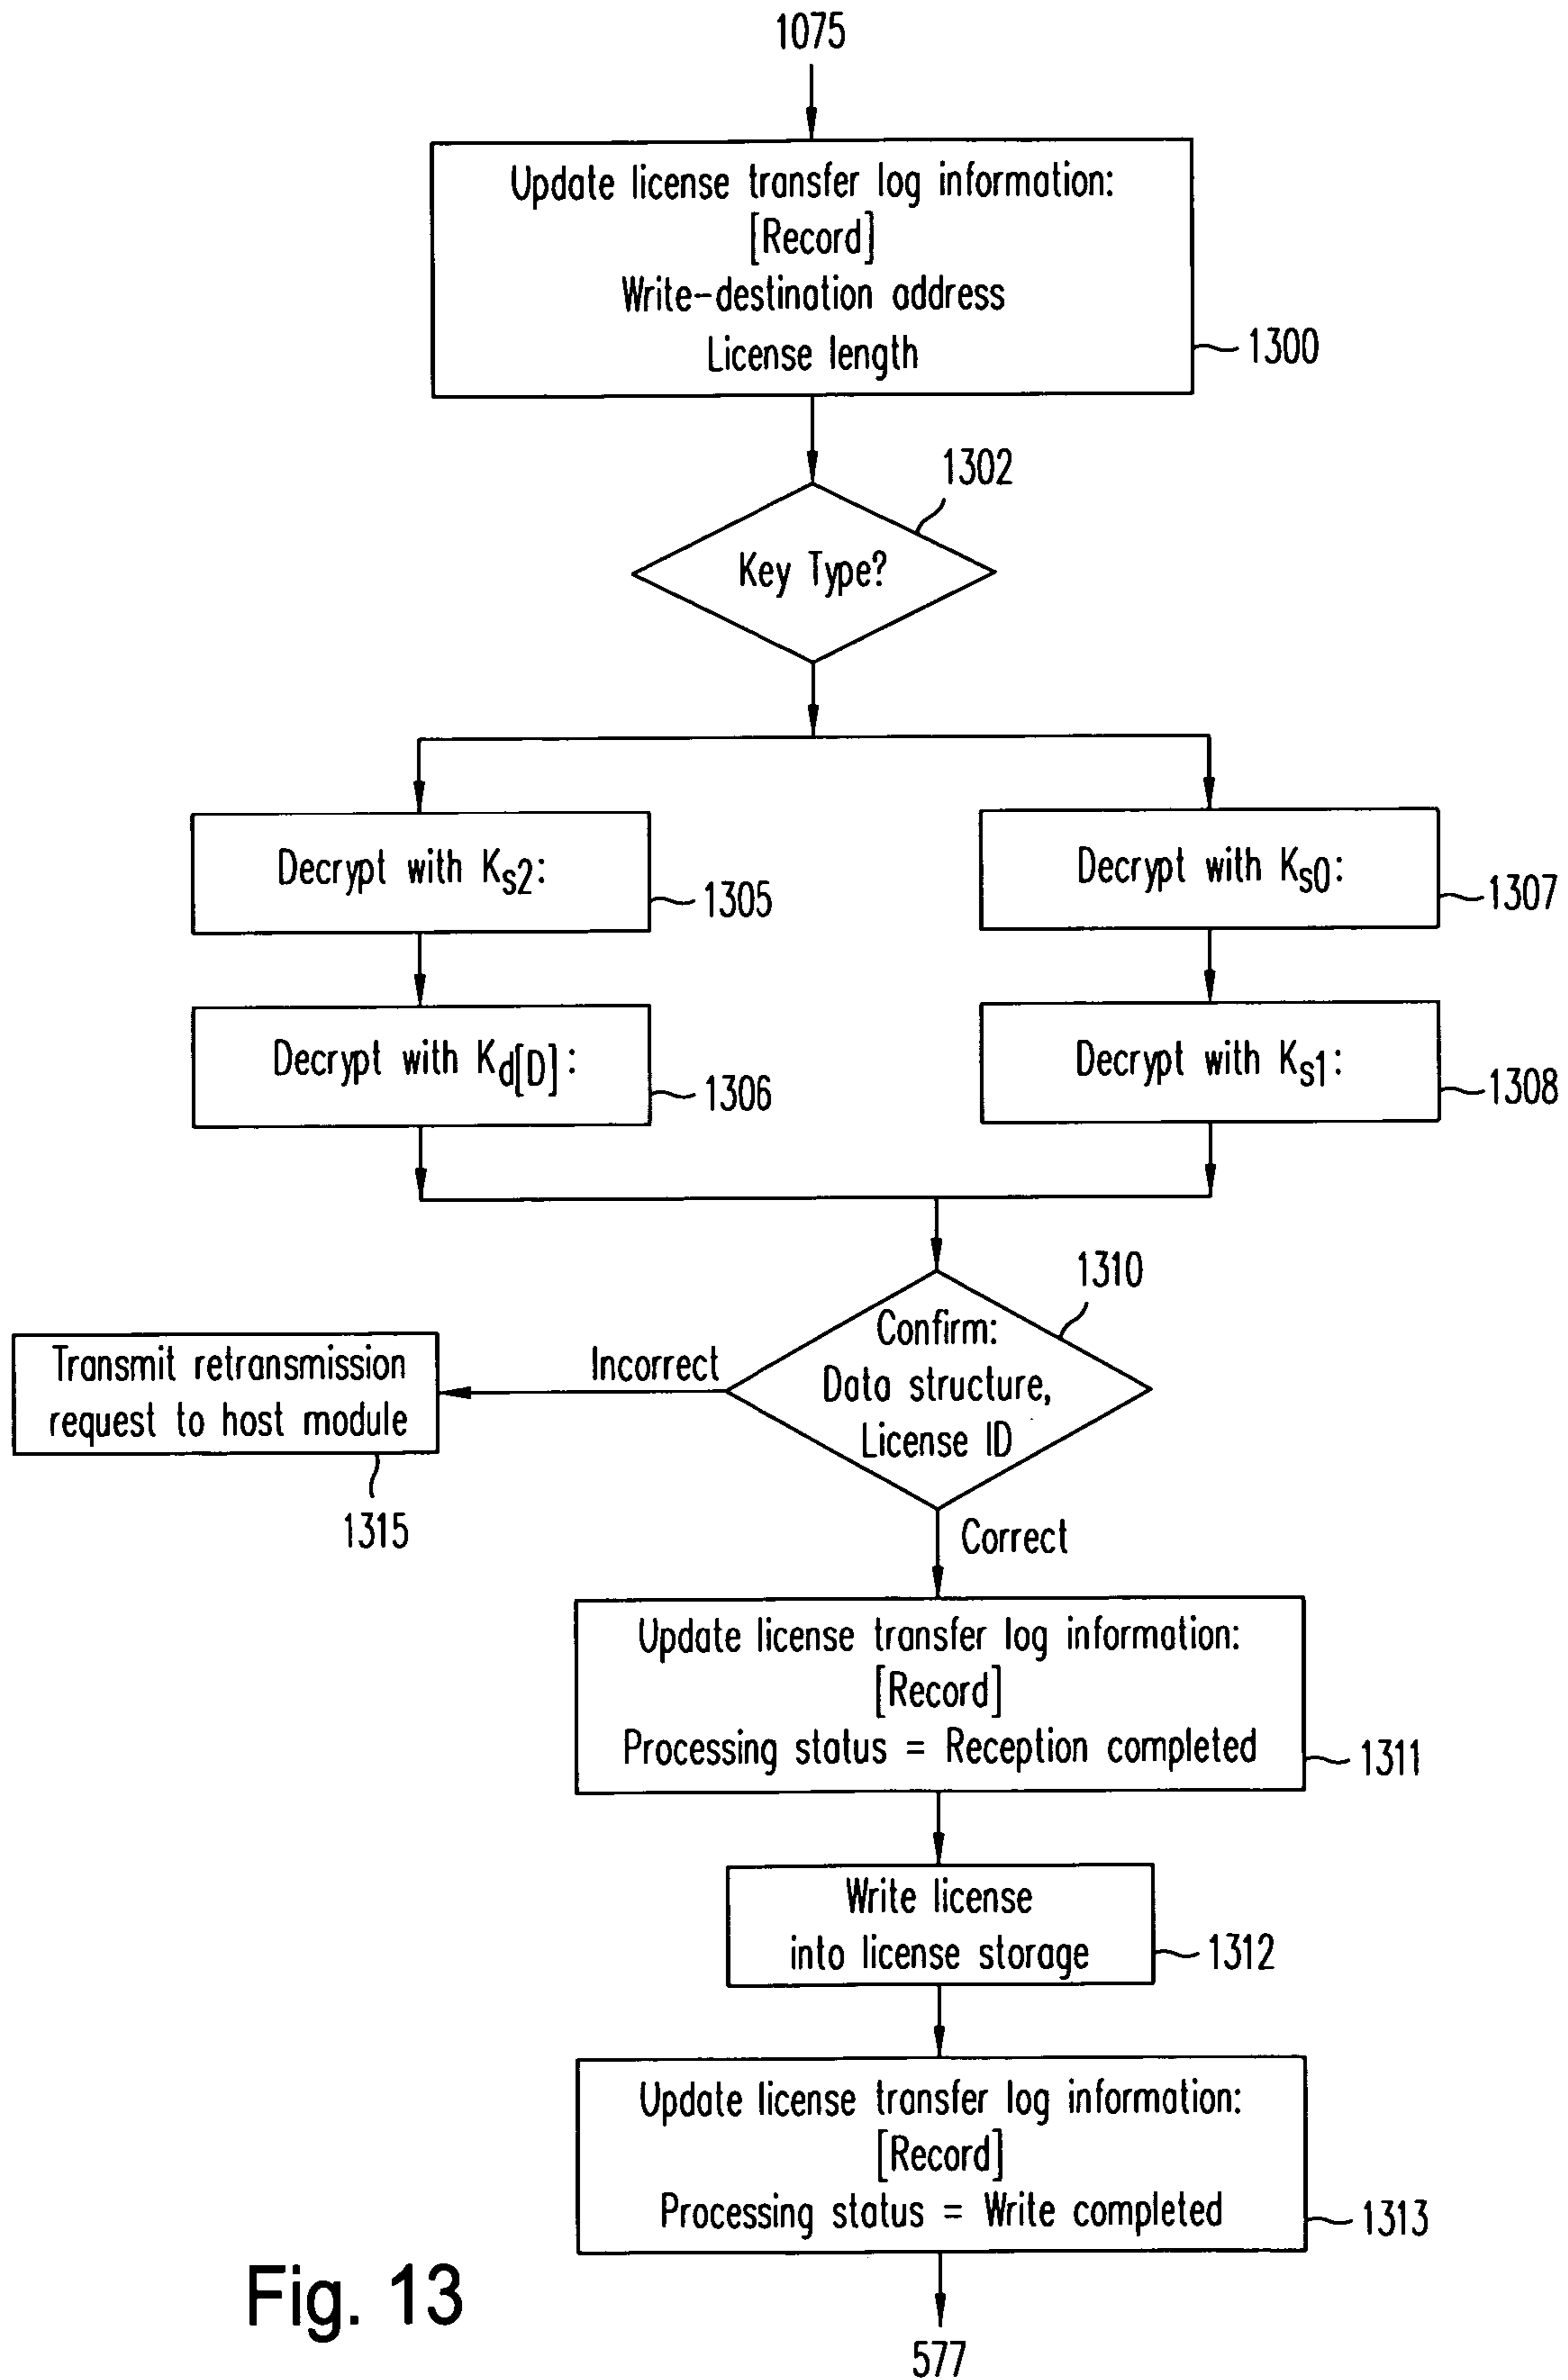 1075
Update license transfer log information:
[Record]
Write-destination address
License length
1300
1302
Key Type?
Decrypt with Ks2:
1305
Decrypt with Ks0:
1307
Decrypt with Kd[D]:
1306
Decrypt with Ks1:
1308
1310
Confirm:
Data structure,
License ID
Incorrect
Transmit retransmission
request to host module
1315
Correct
Update license transfer log information:
[Record]
Processing status = Reception completed
1311
Write license
into license storage
1312
Update license transfer log information:
[Record]
Processing status = Write completed
1313
577
Fig. 13